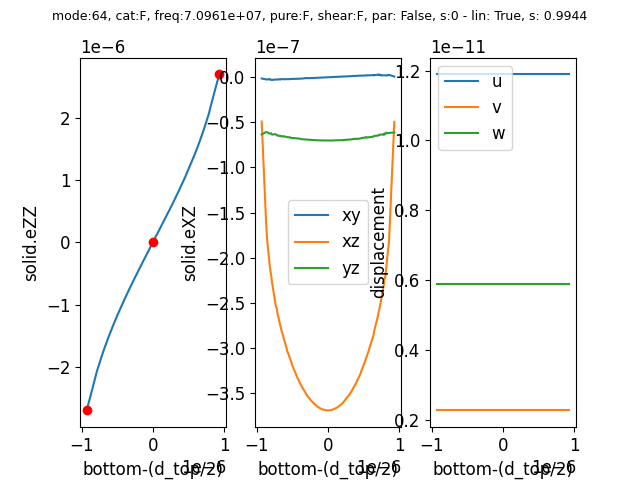 mode:64, cat:F, freq:7.0961e+07, pure:F, shear:F, par: False, s:0 - lin: True, s: 0.9944
1e−6
2
1
0
−1
−2
−1
0
1
1e−6
solid.eZZ
bottom-(d_top/2)
1e−7
0.0
−0.5
−1.0
−1.5
−2.0
−2.5
−3.0
−3.5
−1
0
1
1e−6
solid.eXZ
bottom-(d_top/2)
xy
xz
yz
1e−11
1.2
1.0
0.8
0.6
0.4
0.2
−1
0
1
1e−6
displacement
bottom-(d_top/2)
u
v
w